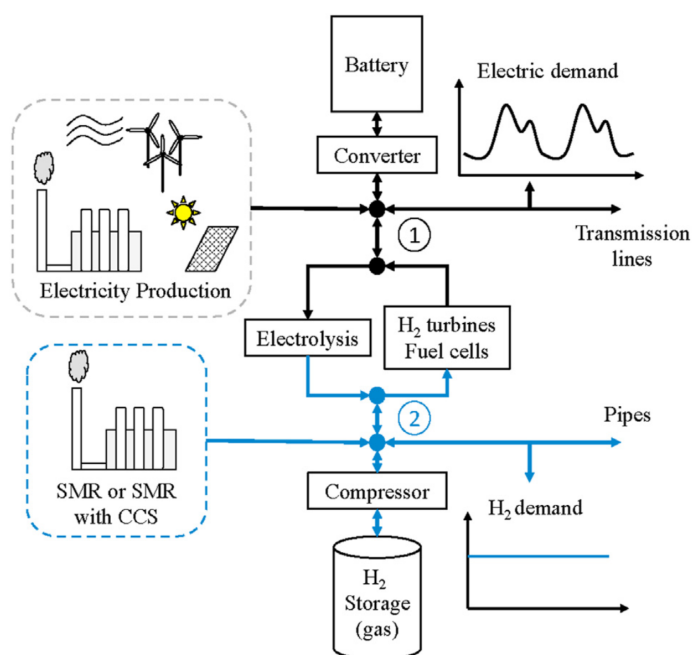 Battery
Electric demand
Converter
1
Transmission
lines
Electricity Production
Electrolysis
H₂ turbines
Fuel cells
2
Pipes
SMR or SMR
with CCS
Compressor
H₂ demand
H₂
Storage
(gas)